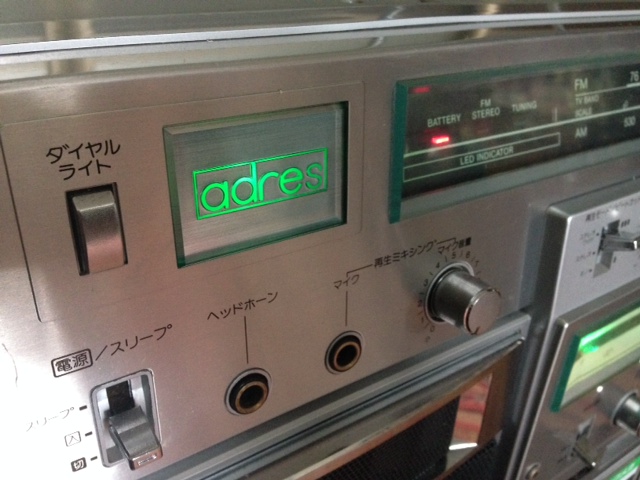 ダイヤル
ライト
adres
BATTERY
FM
STEREO
TUNING
LED INDICATOR
FM
76
TV BAND
SCALE
AM
500
再生ミキシング
マイク音量
マイク
ヘッドホーン
電源/スリープ
スリープ
入
切